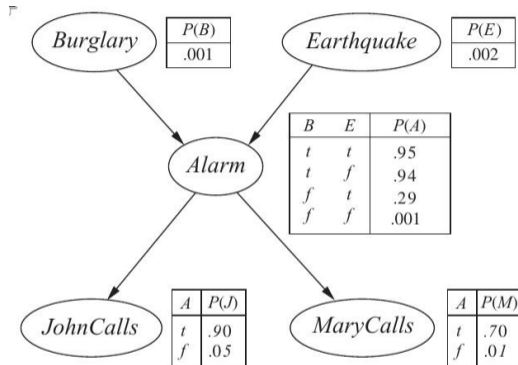 Burglary
P(B)
.001
Earthquake
P(E)
.002
Alarm
B E P(A)
t t .95
t f .94
f t .29
f f .001
JohnCalls
A P(J)
t .90
f .05
MaryCalls
A P(M)
t .70
f .01